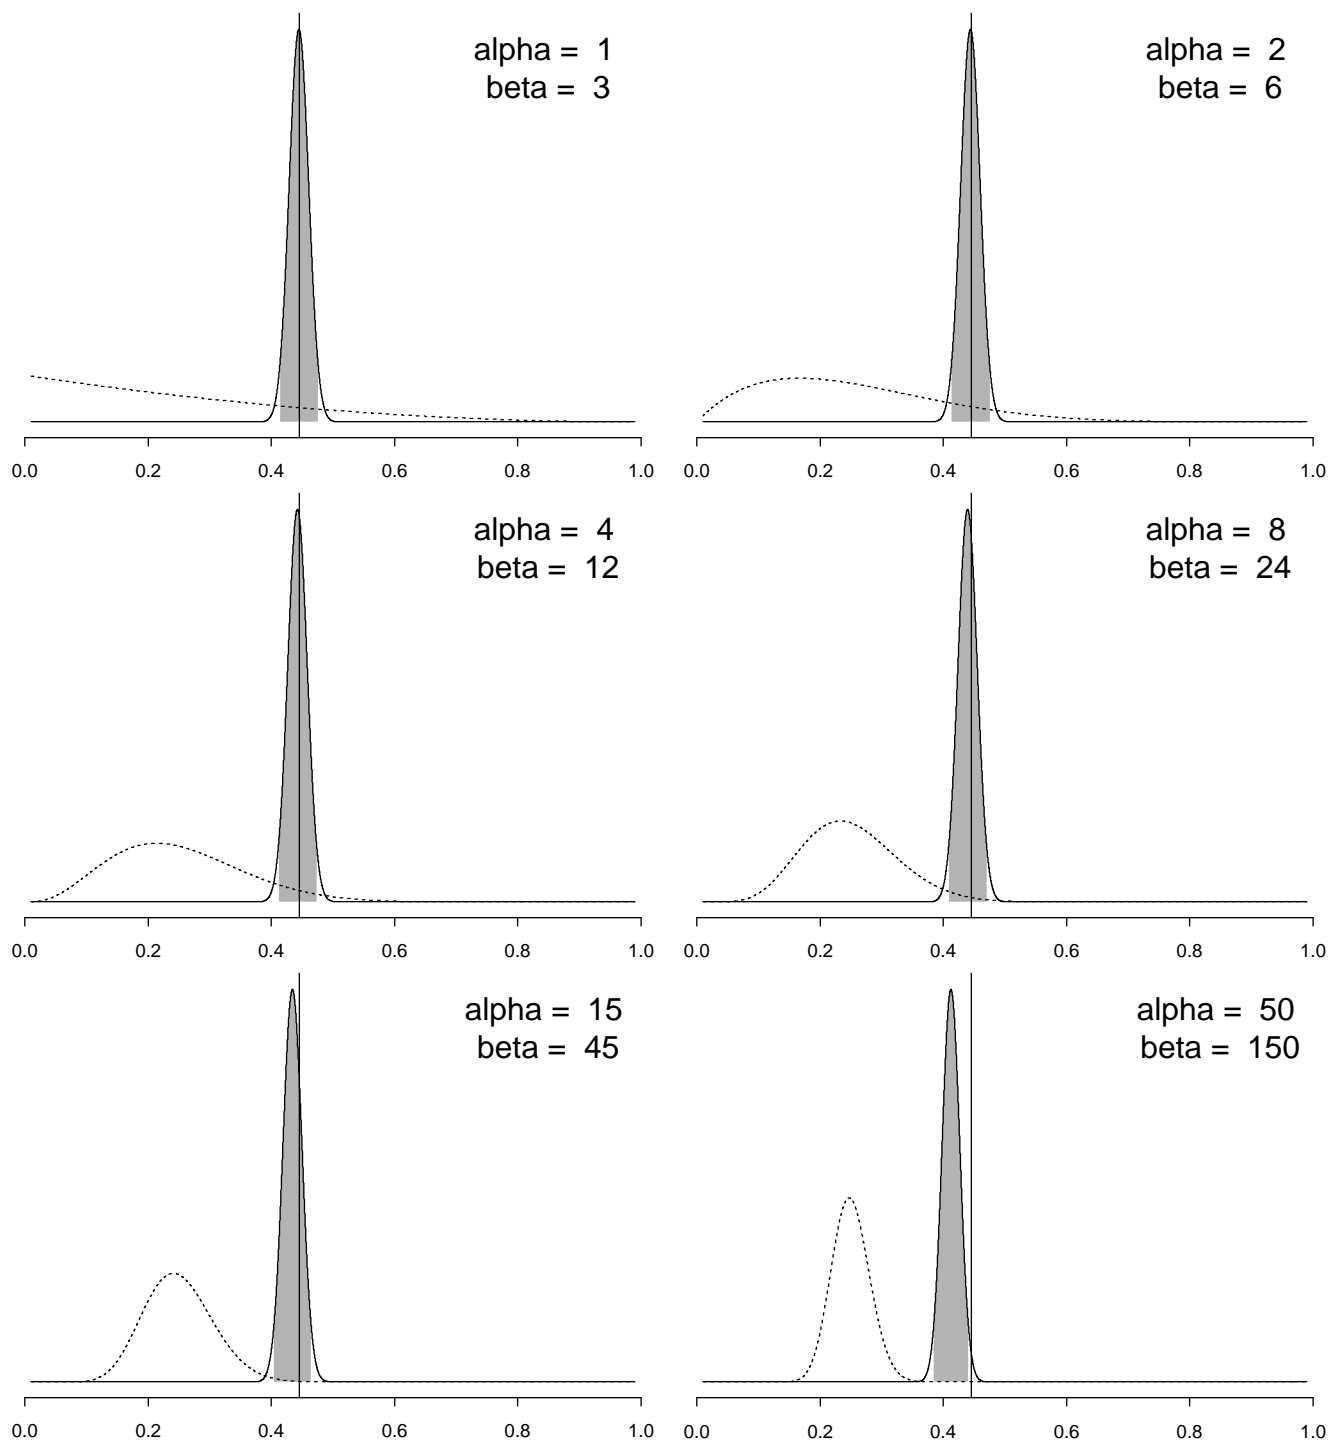 alpha = 1
beta = 3
0.0 0.2 0.4 0.6 0.8 1.0
alpha = 2
beta = 6
0.0 0.2 0.4 0.6 0.8 1.0
alpha = 4
beta = 12
0.0 0.2 0.4 0.6 0.8 1.0
alpha = 8
beta = 24
0.0 0.2 0.4 0.6 0.8 1.0
alpha = 15
beta = 45
0.0 0.2 0.4 0.6 0.8 1.0
alpha = 50
beta = 150
0.0 0.2 0.4 0.6 0.8 1.0